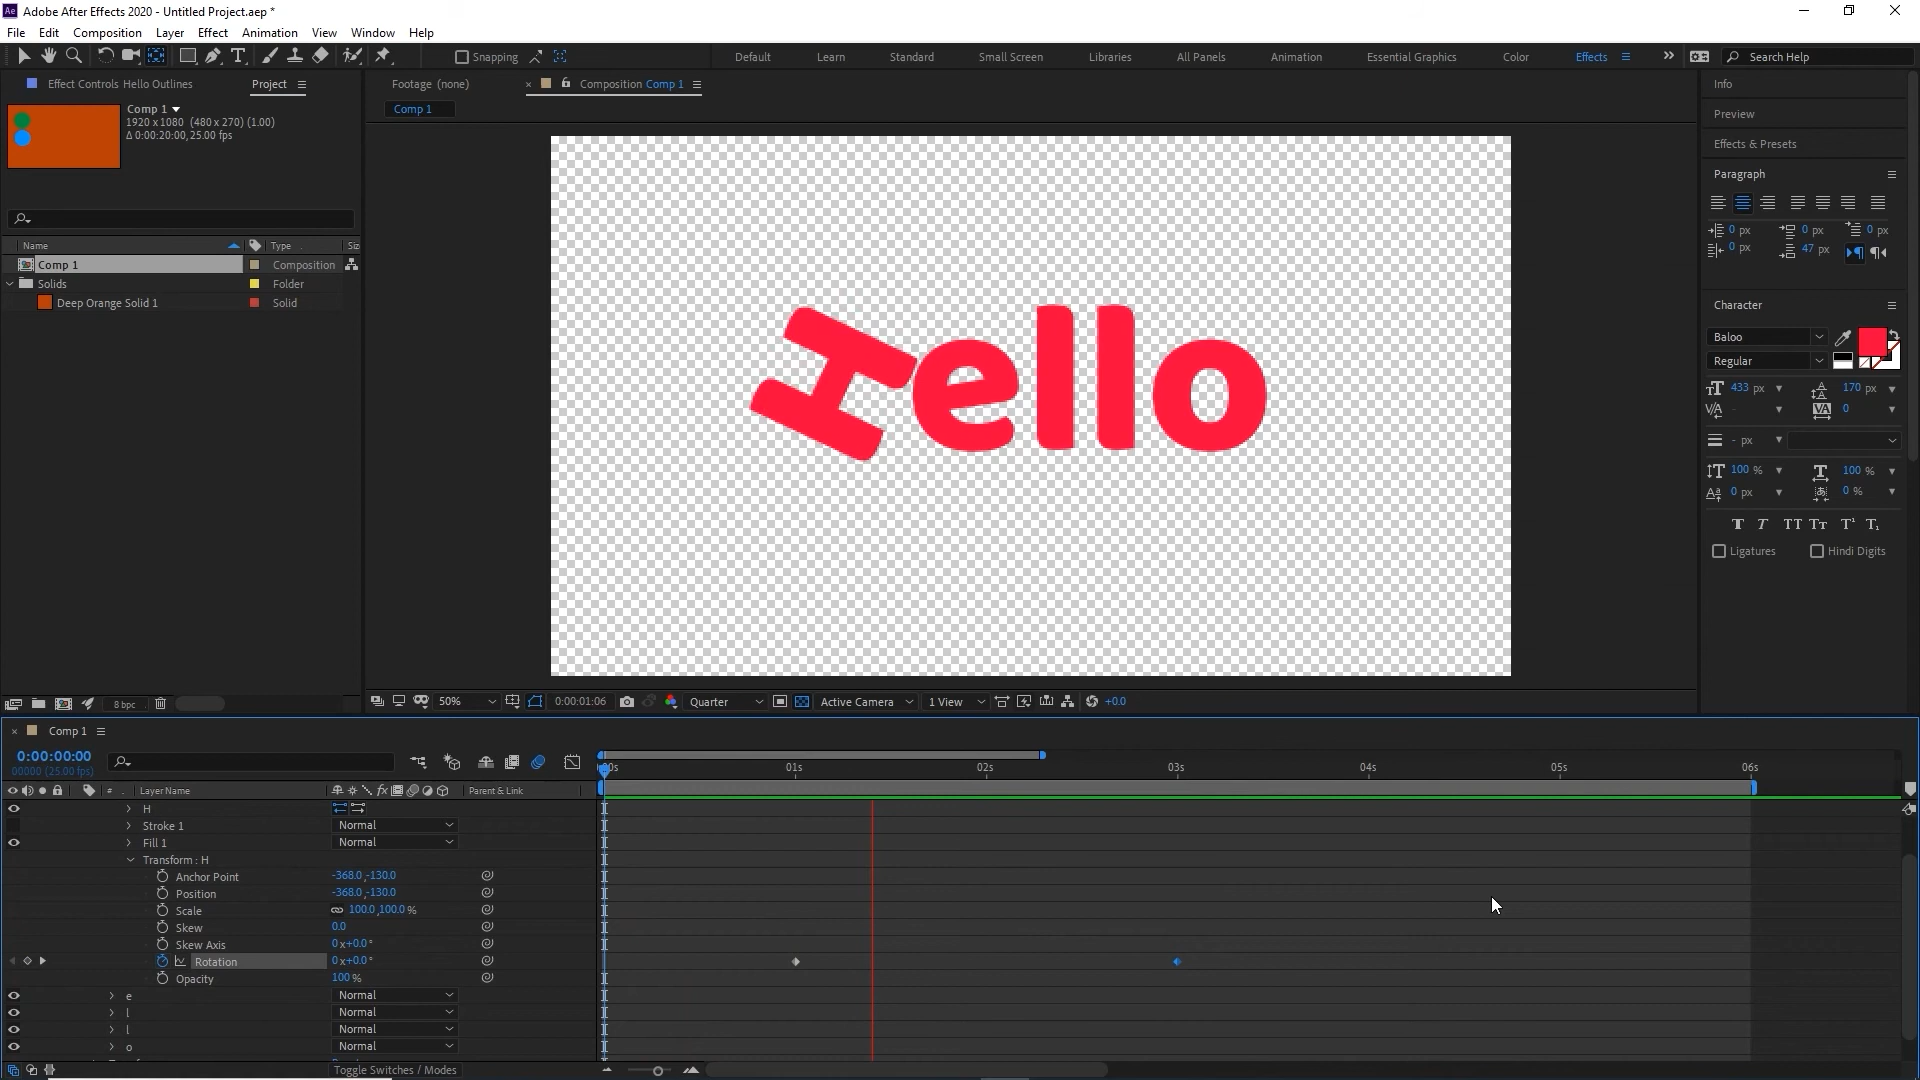 Adobe After Effects 2020 - Untitled Project.aep *
File Edit Composition Layer Effect Animation View Window Help
Snapping Default Learn Standard Small Screen Libraries All Panels Animation Essential Graphics Color Effects Search Help
Effect Controls Hello Outlines Project
Comp 1
1920 x 1080 (480 x 270) (1.00)
Δ 0:00:20:00, 25.00 fps
Name Type Siz
Comp 1 Composition
Solids Folder
Deep Orange Solid 1 Solid
8 bpc
Footage (none) Composition Comp 1
Comp 1
Hello
50% 0:00:01:06 Quarter Active Camera 1 View +0.0
Info
Preview
Effects & Presets
Paragraph
0 px 0 px 0 px
0 px 47 px
Character
Baloo
Regular
433 px 170 px
- 0
- px
100 % 100 %
0 px 0 %
T T TT Tт T¹ T₁
Ligatures Hindi Digits
Comp 1
0:00:00:00
00000 (25.00 fps)
# Layer Name fx Parent & Link
00s 01s 02s 03s 04s 05s 06s
H
Stroke 1 Normal
Fill 1 Normal
Transform : H
Anchor Point -368.0,-130.0
Position -368.0,-130.0
Scale 100.0,100.0 %
Skew 0.0
Skew Axis 0 x+0.0°
Rotation 0 x+0.0°
Opacity 100 %
e Normal
l Normal
l Normal
o Normal
Toggle Switches / Modes